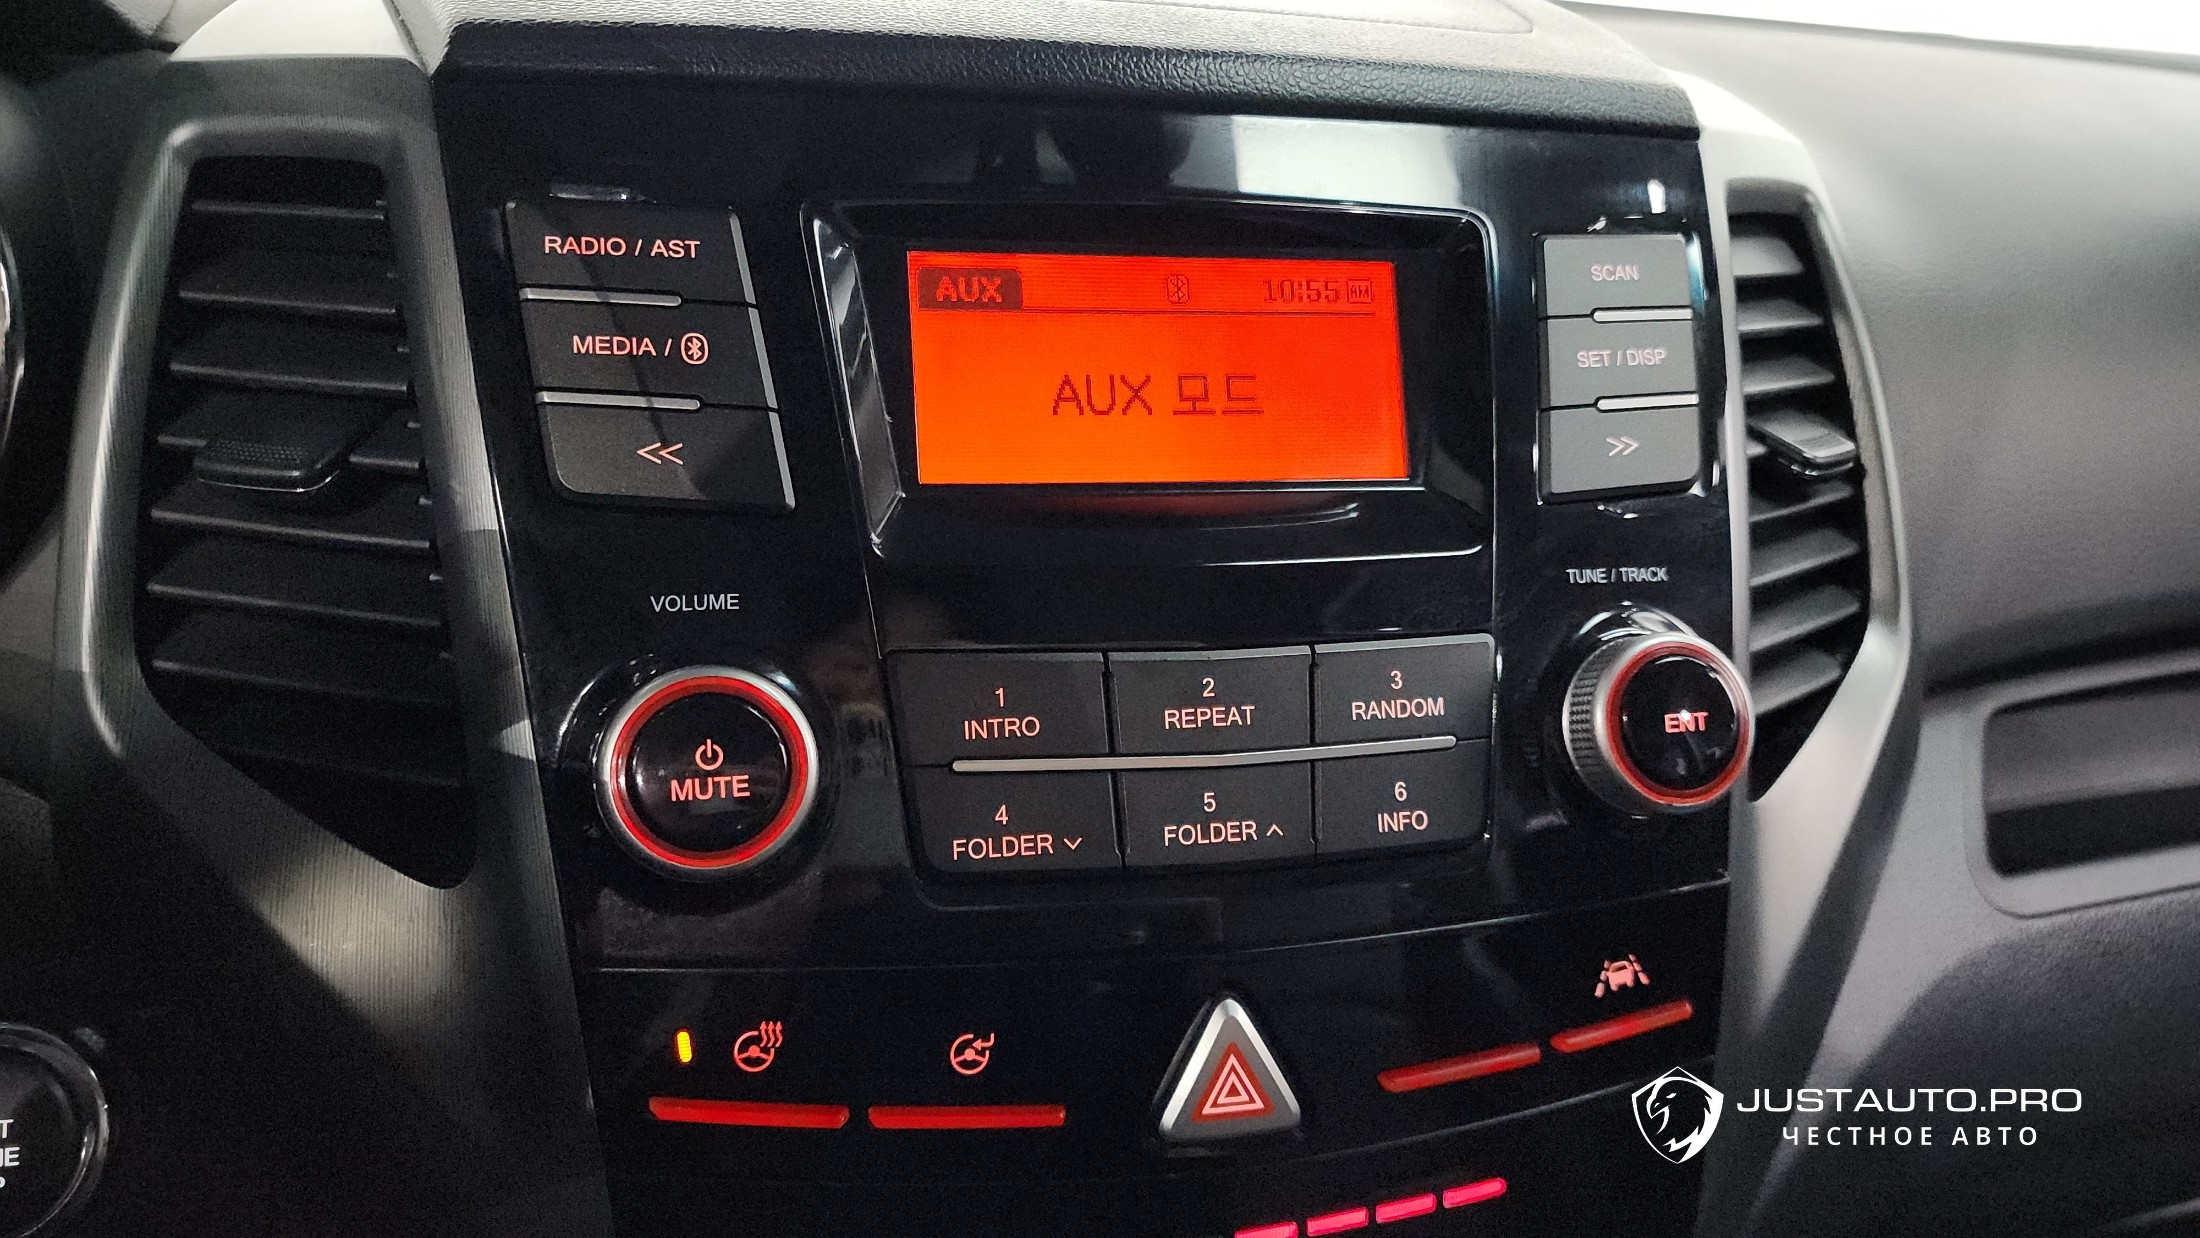 RADIO / AST
MEDIA /
<<
AUX
10:55 AM
AUX 모드
SCAN
SET / DISP
>>
VOLUME
MUTE
TUNE / TRACK
ENT
1
INTRO
2
REPEAT
3
RANDOM
4
FOLDER
5
FOLDER
6
INFO
JUSTAUTO.PRO
ЧЕСТНОЕ АВТО